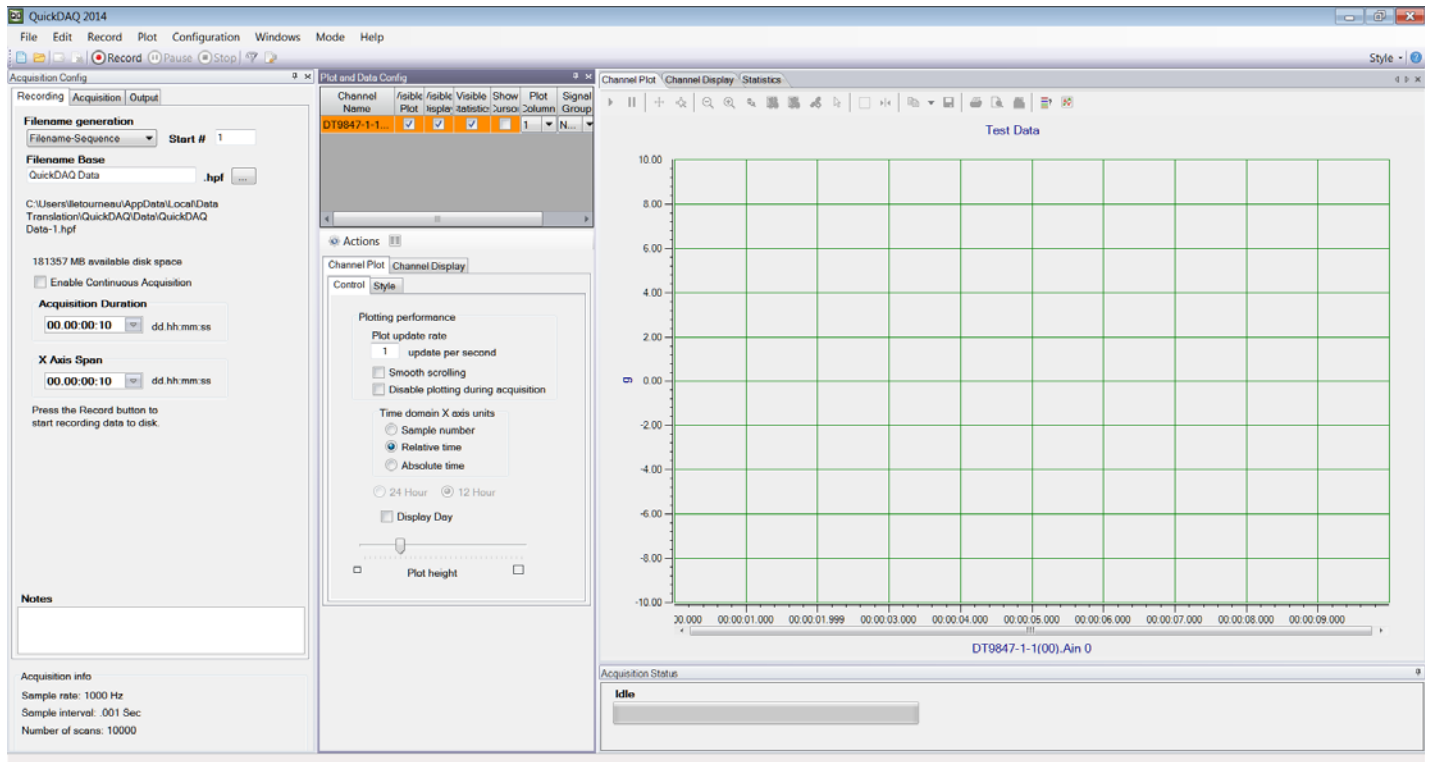 QuickDAQ 2014
File Edit Record Plot Configuration Windows Mode Help
Record Pause Stop
Style
Acquisition Config
Recording Acquisition Output
Filename generation
Filename-Sequence Start # 1
Filename Base
QuickDAQ Data .hpf ...
C:\Users\lletourneau\AppData\Local\Data
Translation\QuickDAQ\Data\QuickDAQ
Data-1.hpf
181357 MB available disk space
Enable Continuous Acquisition
Acquisition Duration
00.00:00:10 dd.hh:mm:ss
X Axis Span
00.00:00:10 dd.hh:mm:ss
Press the Record button to
start recording data to disk.
Notes
Acquisition info
Sample rate: 1000 Hz
Sample interval: .001 Sec
Number of scans: 10000
Plot and Data Config
Channel Visible Visible Show Plot Signal
Name Plot Column Group
DT9847-1-1... 1 N...
Actions
Channel Plot Channel Display
Control Style
Plotting performance
Plot update rate
1 update per second
Smooth scrolling
Disable plotting during acquisition
Time domain X axis units
Sample number
Relative time
Absolute time
24 Hour 12 Hour
Display Day
Plot height
Channel Plot Channel Display Statistics
Test Data
10.00
8.00
6.00
4.00
2.00
g 0.00
-2.00
-4.00
-6.00
-8.00
-10.00
00:00:01.000 00:00:01.999 00:00:03.000 00:00:04.000 00:00:05.000 00:00:06.000 00:00:07.000 00:00:08.000 00:00:09.000
DT9847-1-1(00).Ain 0
Acquisition Status
Idle